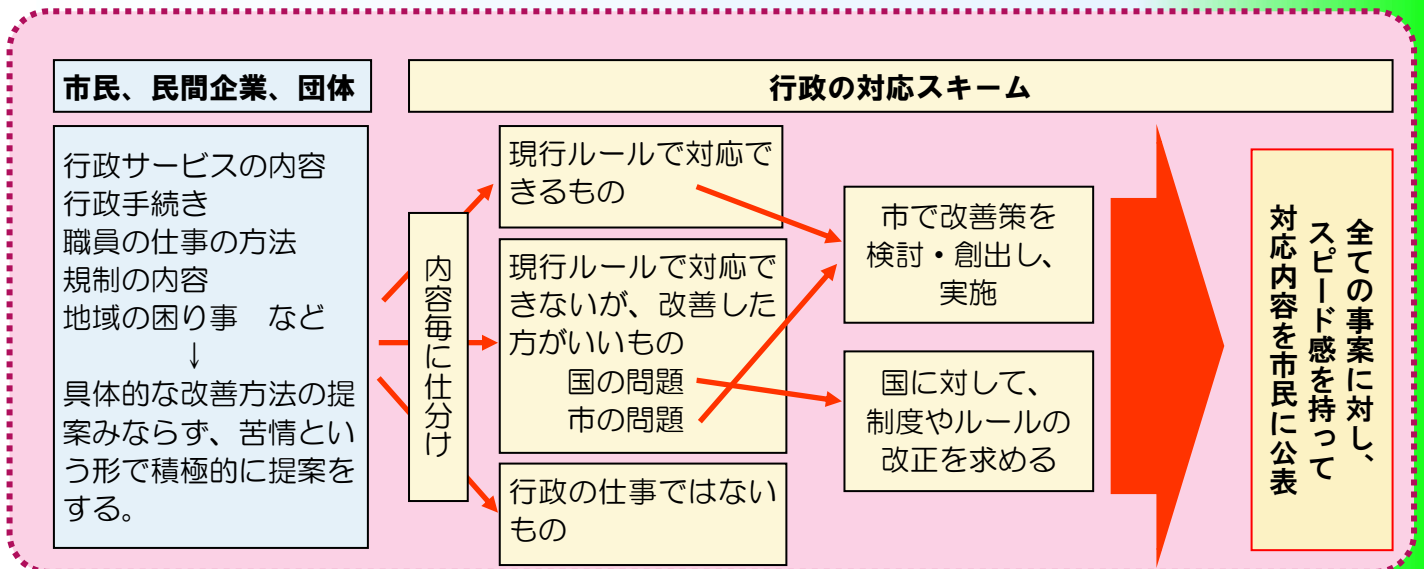 市民、民間企業、団体
行政の対応スキーム
行政サービスの内容
行政手続き
職員の仕事の方法
規制の内容
地域の困り事　など
↓
具体的な改善方法の提
案みならず、苦情とい
う形で積極的に提案を
する。
内容毎に仕分け
現行ルールで対応で
きるもの
現行ルールで対応で
きないが、改善した
方がいいもの
国の問題
市の問題
行政の仕事ではない
もの
市で改善策を
検討・創出し、
実施
国に対して、
制度やルールの
改正を求める
全ての事案に対し、
スピード感を持って
対応内容を市民に公表